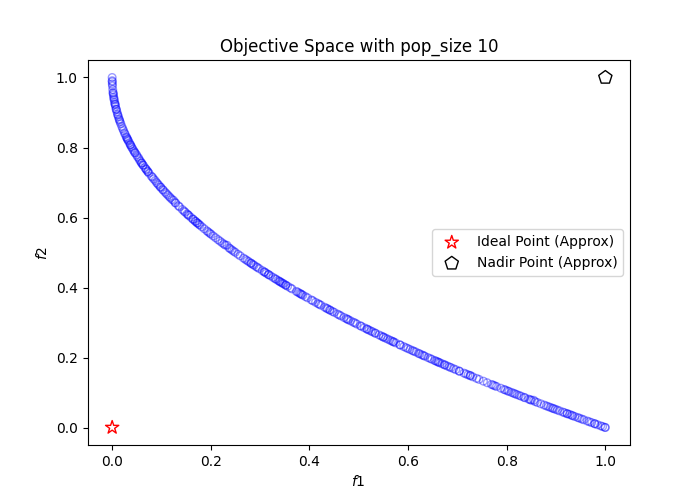 Objective Space with pop_size 10
1.0
0.8
0.6
0.4
0.2
0.0
f2
Ideal Point (Approx)
Nadir Point (Approx)
0.0 0.2 0.4 0.6 0.8 1.0
f1